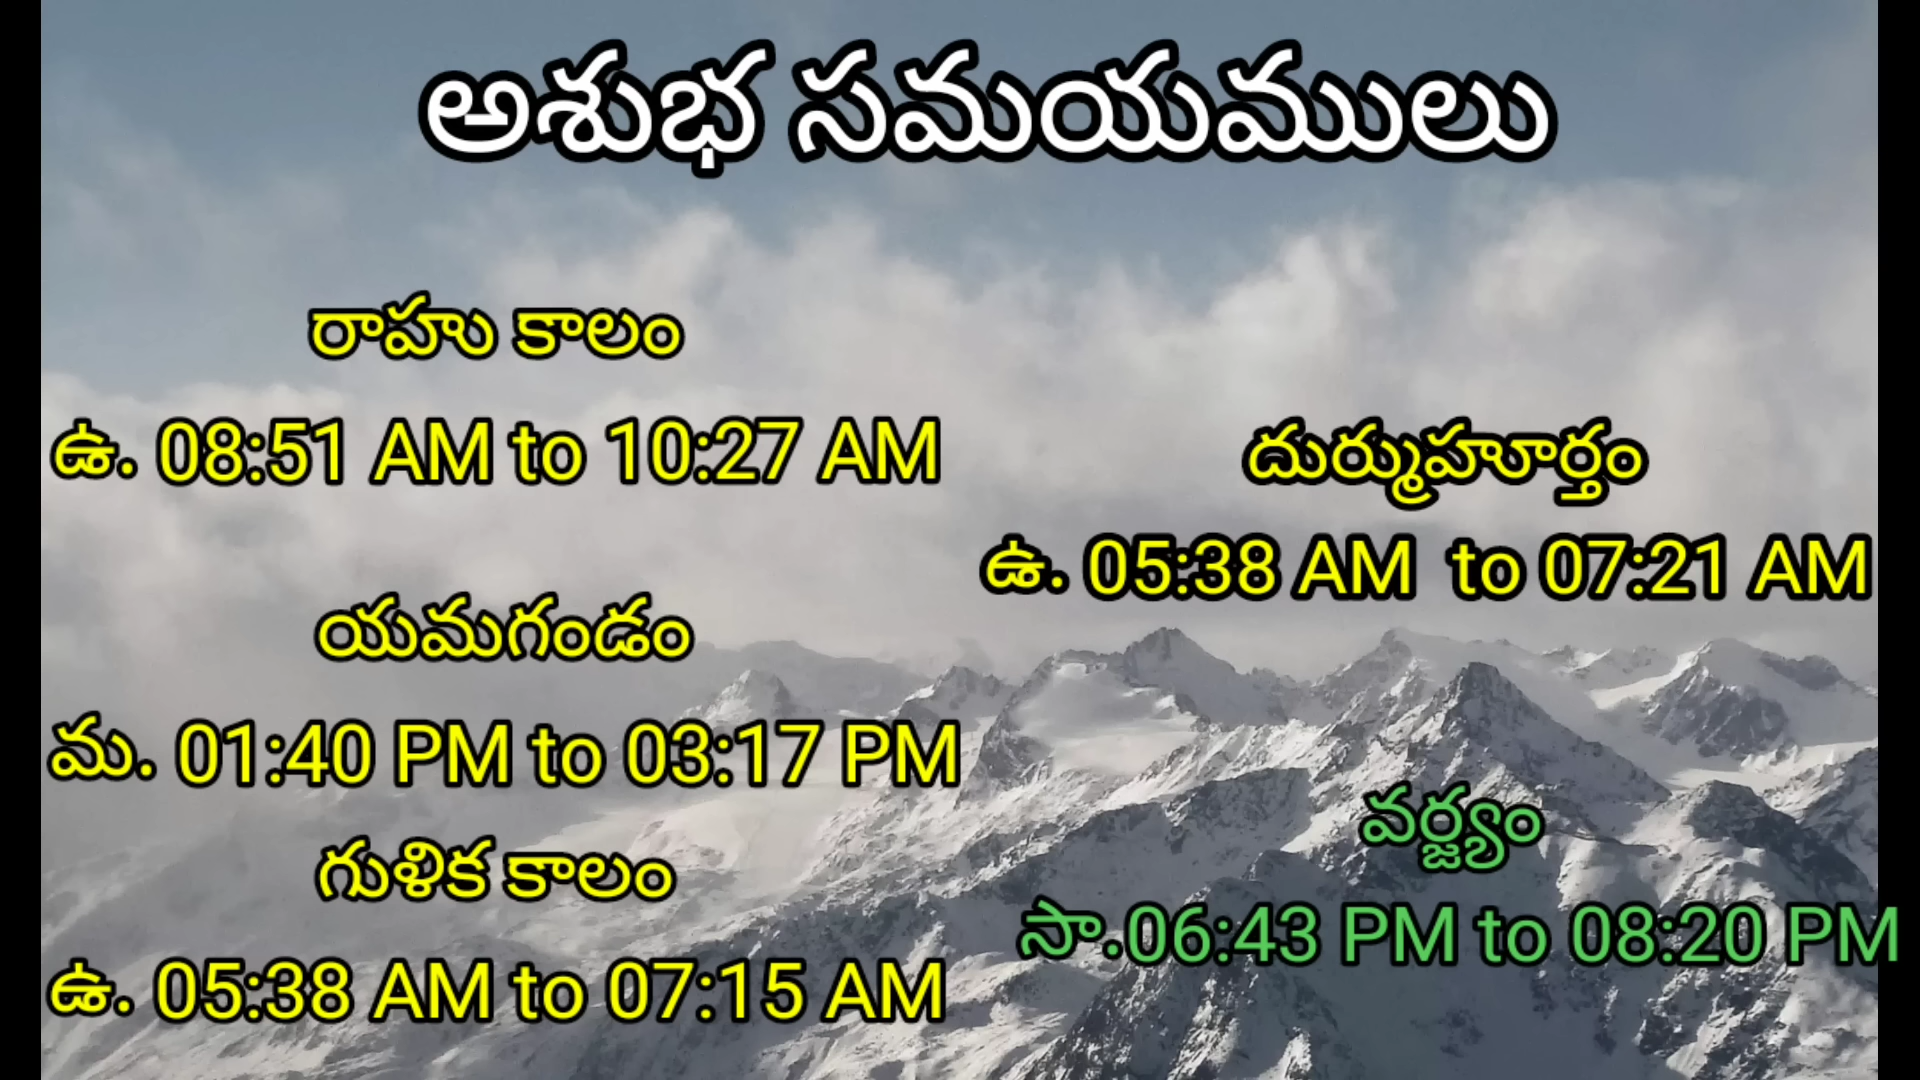 అశుభ సమయములు
రాహు కాలం
ఉ. 08:51 AM to 10:27 AM
యమగండం
మ. 01:40 PM to 03:17 PM
గుళిక కాలం
ఉ. 05:38 AM to 07:15 AM
దుర్ముహూర్తం
ఉ. 05:38 AM to 07:21 AM
వర్జ్యం
సా.06:43 PM to 08:20 PM